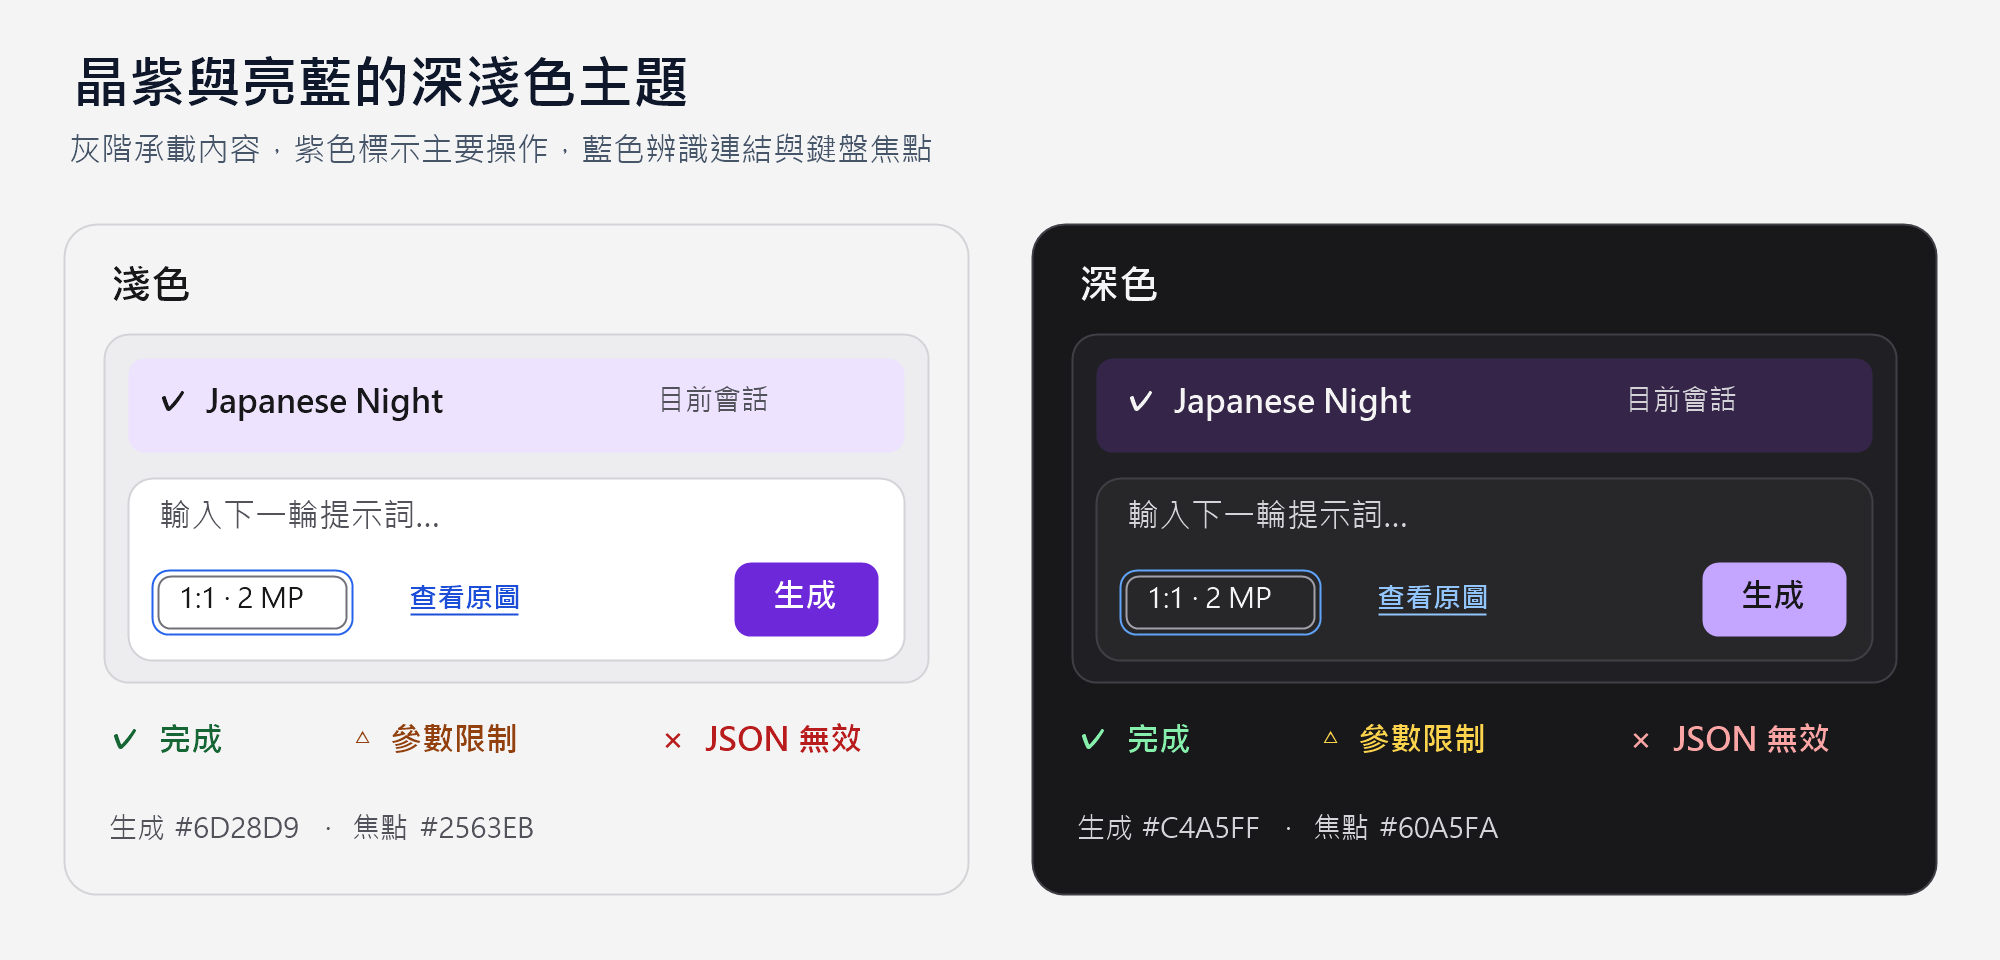 晶紫與亮藍的深淺色主題
灰階承載內容，紫色標示主要操作，藍色辨識連結與鍵盤焦點
淺色
✓ Japanese Night 目前會話
輸入下一輪提示詞...
1:1 · 2 MP 查看原圖 生成
✓ 完成 △ 參數限制 × JSON 無效
生成 #6D28D9 · 焦點 #2563EB
深色
✓ Japanese Night 目前會話
輸入下一輪提示詞...
1:1 · 2 MP 查看原圖 生成
✓ 完成 △ 參數限制 × JSON 無效
生成 #C4A5FF · 焦點 #60A5FA